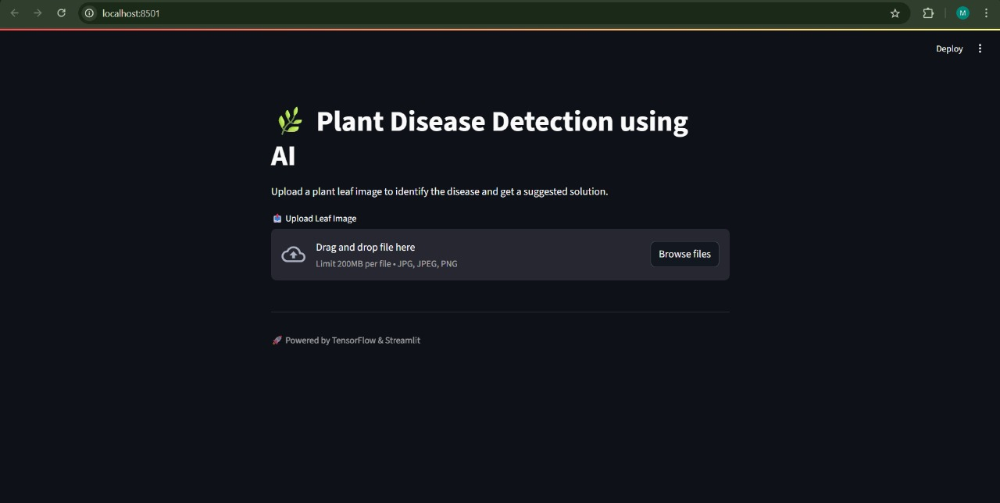 localhost:8501
M
Deploy
Plant Disease Detection using
AI
Upload a plant leaf image to identify the disease and get a suggested solution.
Upload Leaf Image
Drag and drop file here
Limit 200MB per file • JPG, JPEG, PNG
Browse files
Powered by TensorFlow & Streamlit